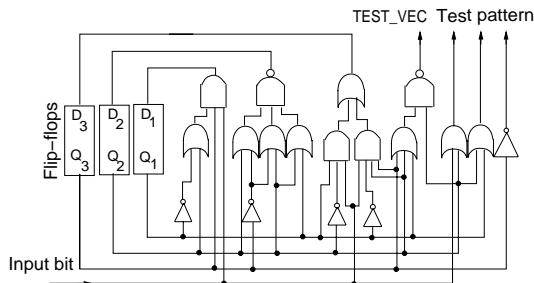 TEST_VEC Test pattern
Flip-flops
D3 D2 D1
Q3 Q2 Q1
Input bit